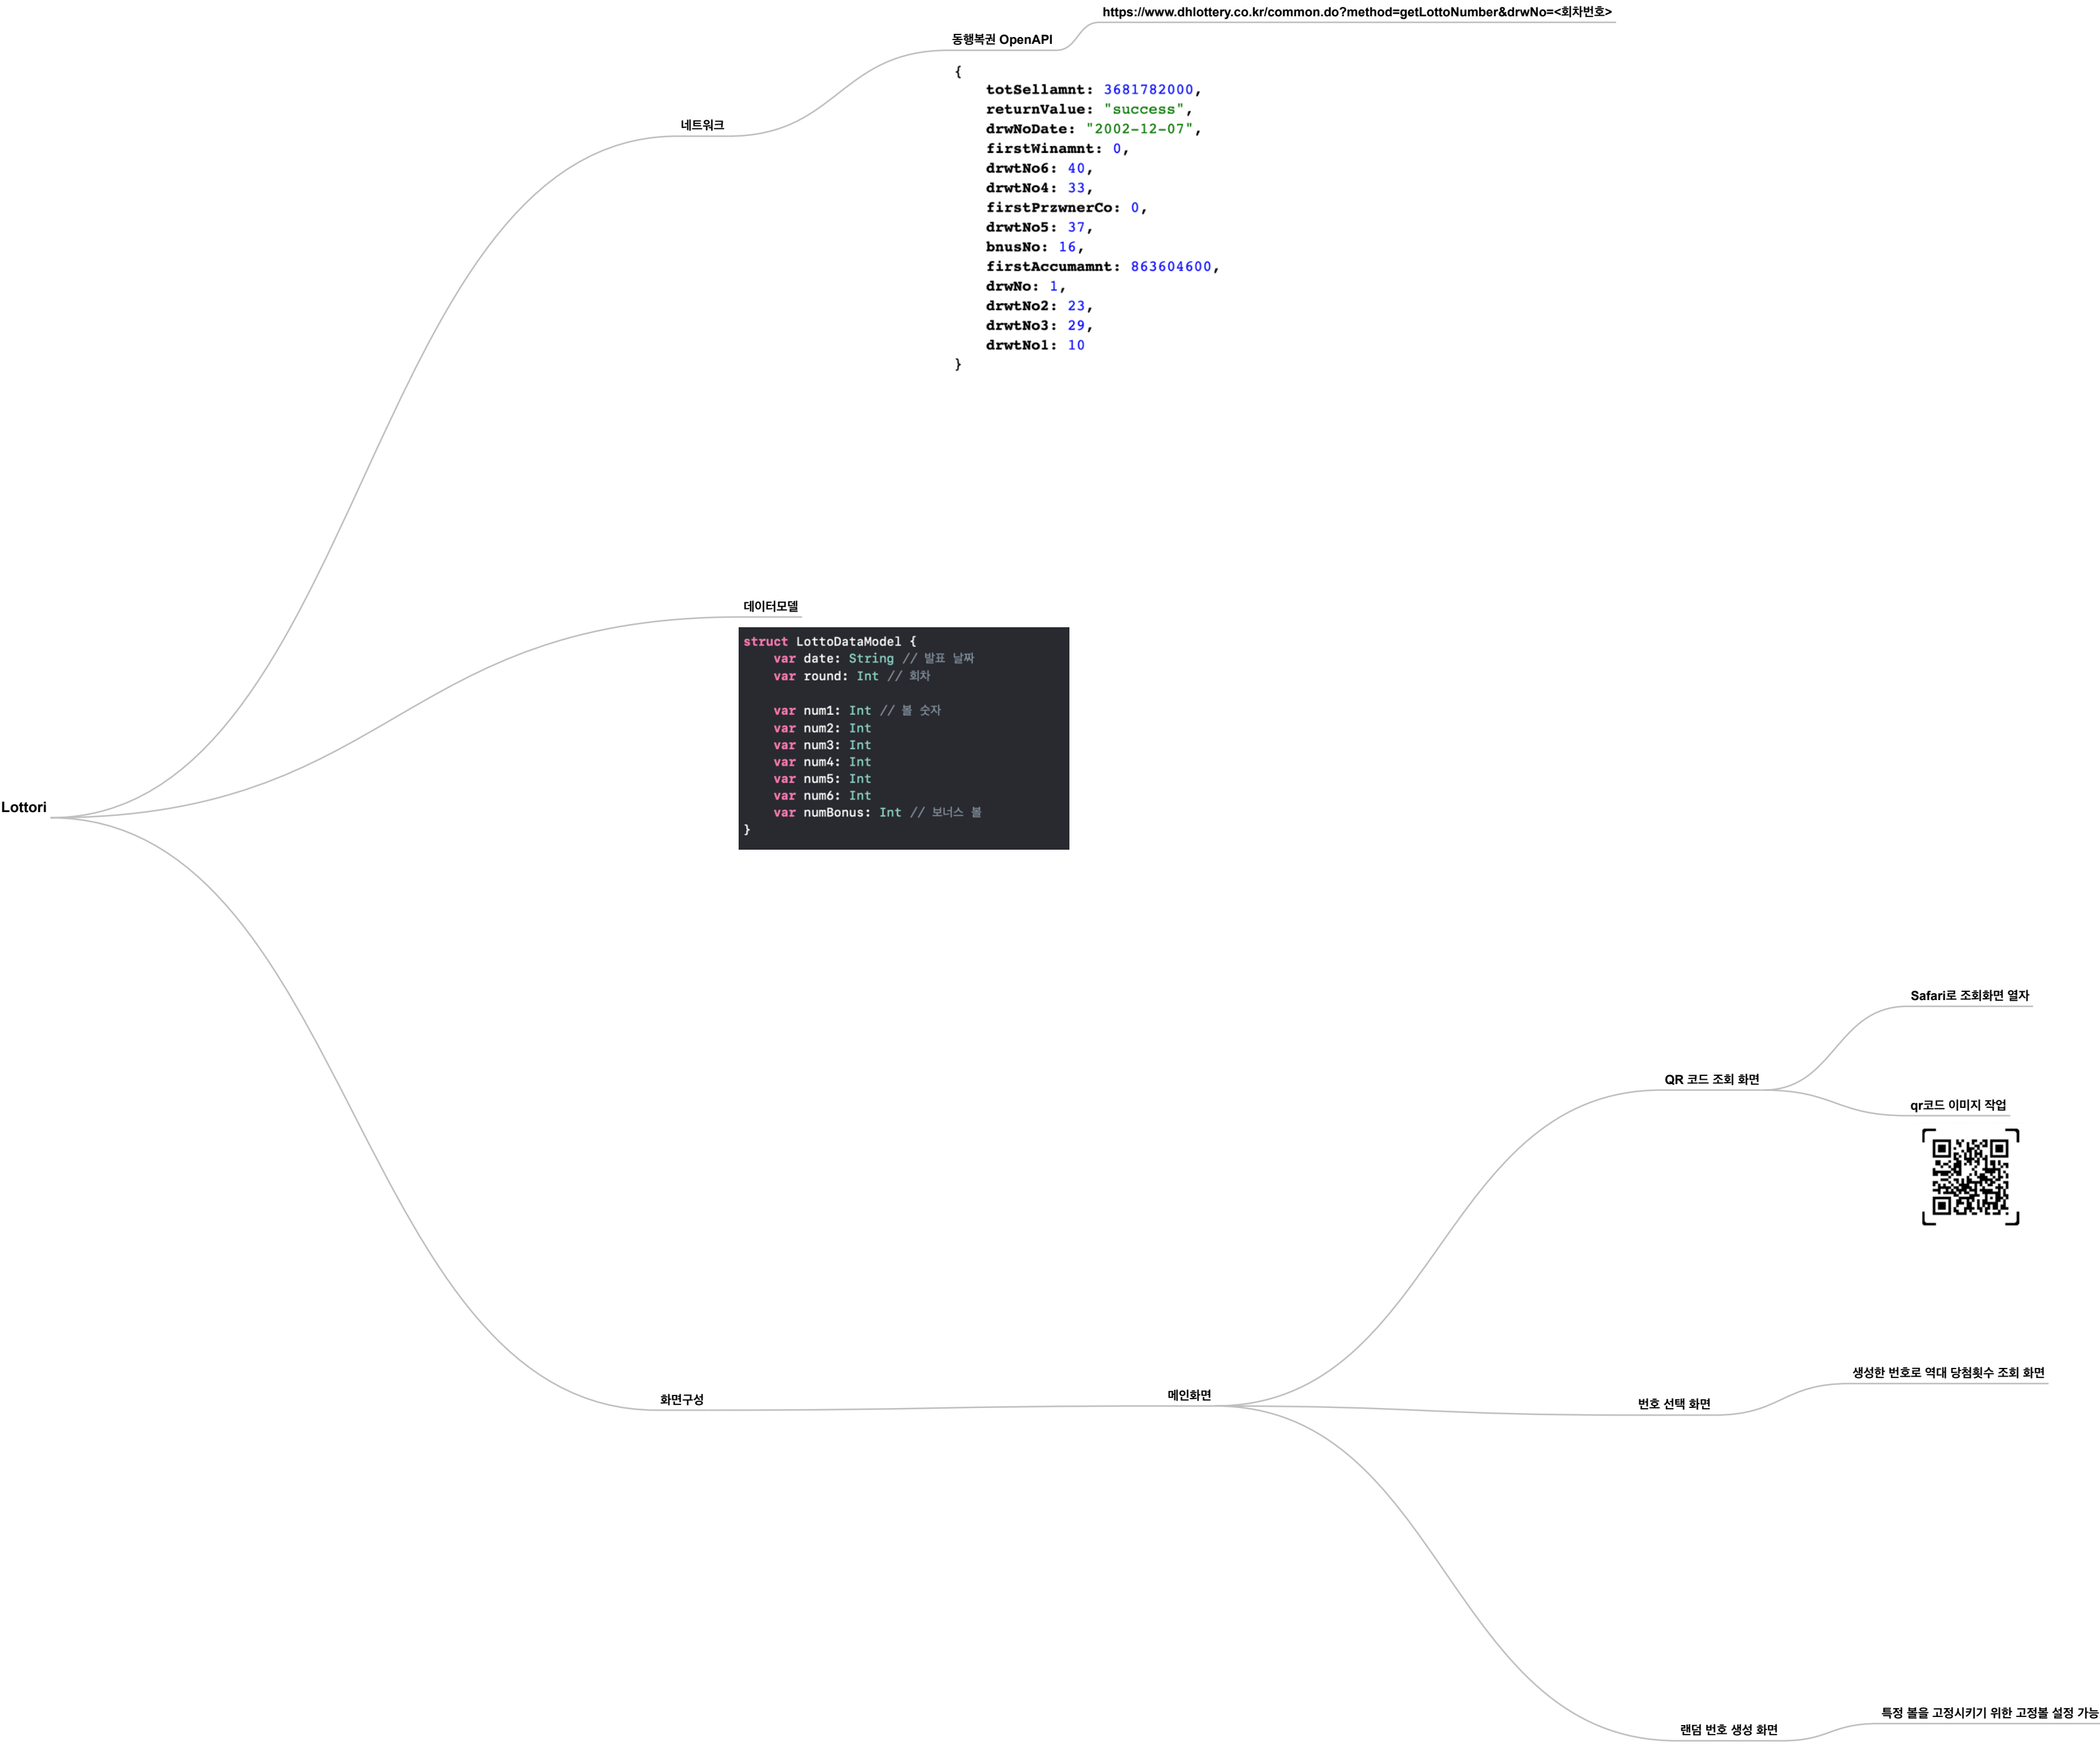 Lottori
네트워크
동행복권 OpenAPI
https://www.dhlottery.co.kr/common.do?method=getLottoNumber&drwNo=<회차번호>
{
    totSellamnt: 3681782000,
    returnValue: "success",
    drwNoDate: "2002-12-07",
    firstWinamnt: 0,
    drwtNo6: 40,
    drwtNo4: 33,
    firstPrzwnerCo: 0,
    drwtNo5: 37,
    bnusNo: 16,
    firstAccumamnt: 863604600,
    drwNo: 1,
    drwtNo2: 23,
    drwtNo3: 29,
    drwtNo1: 10
}
데이터모델
struct LottoDataModel {
    var date: String // 발표 날짜
    var round: Int // 회차
    var num1: Int // 볼 숫자
    var num2: Int
    var num3: Int
    var num4: Int
    var num5: Int
    var num6: Int
    var numBonus: Int // 보너스 볼
}
화면구성
메인화면
QR 코드 조회 화면
Safari로 조회화면 열자
qr코드 이미지 작업
번호 선택 화면
생성한 번호로 역대 당첨횟수 조회 화면
랜덤 번호 생성 화면
특정 볼을 고정시키기 위한 고정볼 설정 가능